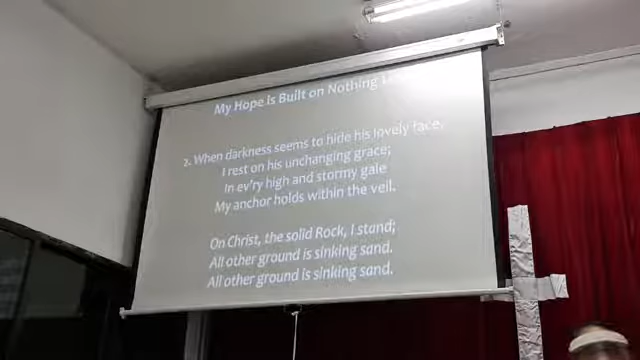 My Hope is Built on Nothing
2. When darkness seems to hide his lovely face,
I rest on his unchanging grace;
In ev'ry high and stormy gale
My anchor holds within the veil.
On Christ, the solid Rock, I stand;
All other ground is sinking sand.
All other ground is sinking sand.